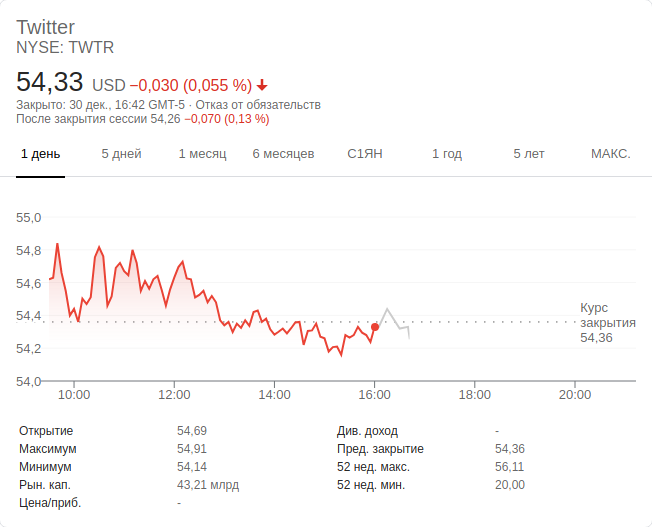 Twitter
NYSE: TWTR
54,33 USD −0,030 (0,055 %)
Закрыто: 30 дек., 16:42 GMT-5 · Отказ от обязательств
После закрытия сессии 54,26 −0,070 (0,13 %)
1 день 5 дней 1 месяц 6 месяцев С1ЯН 1 год 5 лет МАКС.
55,0
54,8
54,6
54,4
54,2
54,0
Курс
закрытия
54,36
10:00 12:00 14:00 16:00 18:00 20:00
Открытие 54,69 Див. доход -
Максимум 54,91 Пред. закрытие 54,36
Минимум 54,14 52 нед. макс. 56,11
Рын. кап. 43,21 млрд 52 нед. мин. 20,00
Цена/приб. -